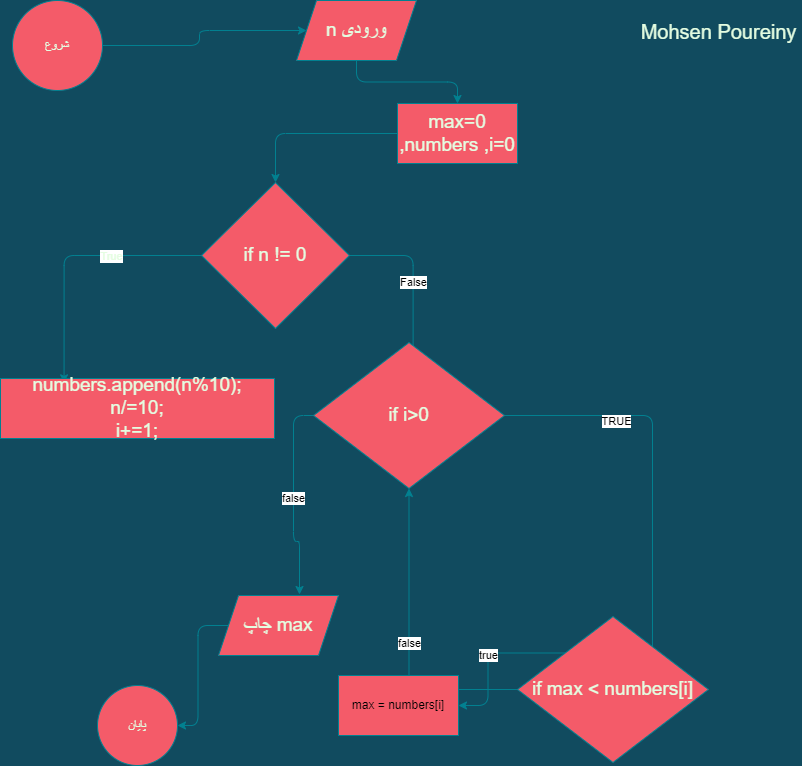 شروع
ورودی n
Mohsen Poureiny
max=0
,numbers ,i=0
if n != 0
False
numbers.append(n%10);
n/=10;
i+=1;
if i>0
TRUE
false
چاپ max
false
true
if max < numbers[i]
max = numbers[i]
پایان